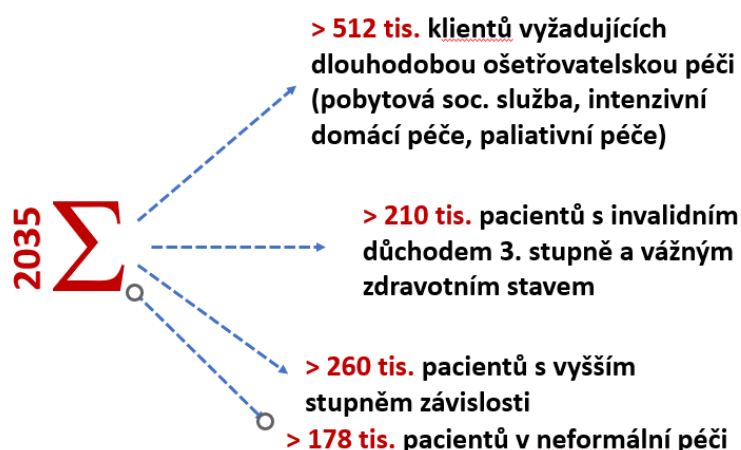 > 512 tis. klientů vyžadujících
dlouhodobou ošetřovatelskou péči
(pobytová soc. služba, intenzivní
domácí péče, paliativní péče)
2035
Σ
> 210 tis. pacientů s invalidním
důchodem 3. stupně a vážným
zdravotním stavem
> 260 tis. pacientů s vyšším
stupněm závislosti
> 178 tis. pacientů v neformální péči